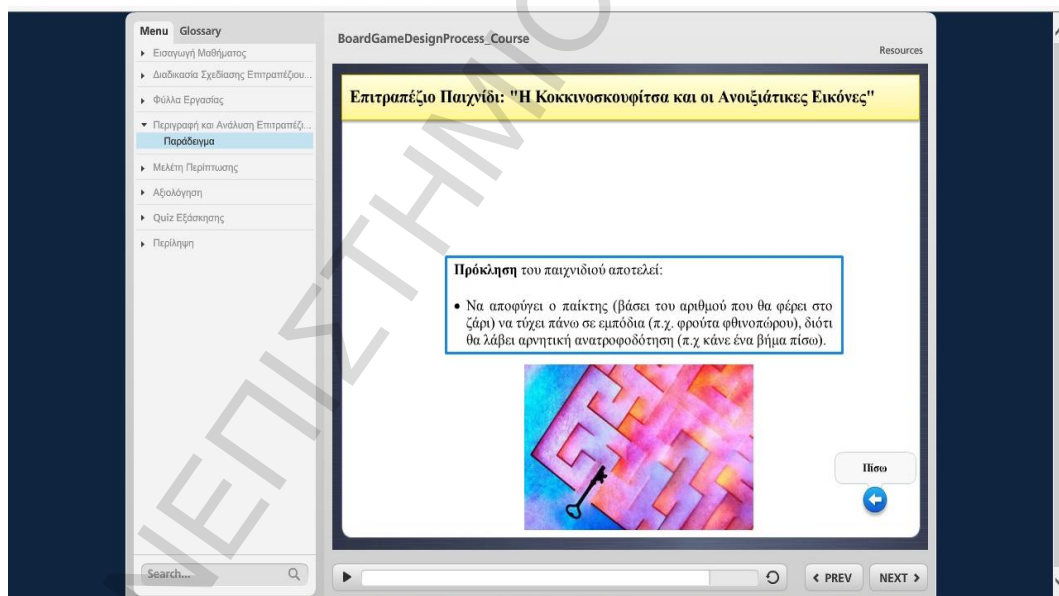 Menu Glossary
Εισαγωγή Μαθήματος
Διαδικασία Σχεδίασης Επιτραπέζιου...
Φύλλα Εργασίας
Περιγραφή και Ανάλυση Επιτραπέζι...
Παράδειγμα
Μελέτη Περίπτωσης
Αξιολόγηση
Quiz Εξάσκησης
Περίληψη
Search...
BoardGameDesignProcess_Course
Resources
Επιτραπέζιο Παιχνίδι: "Η Κοκκινοσκουφίτσα και οι Ανοιξιάτικες Εικόνες"
Πρόκληση του παιχνιδιού αποτελεί:
• Να αποφύγει ο παίκτης (βάσει του αριθμού που θα φέρει στο
ζάρι) να τύχει πάνω σε εμπόδια (π.χ. φρούτα φθινοπώρου), διότι
θα λάβει αρνητική ανατροφοδότηση (π.χ κάνε ένα βήμα πίσω).
Πίσω
PREV NEXT
ΝΕΠΙΣΤΗΜΙΟ